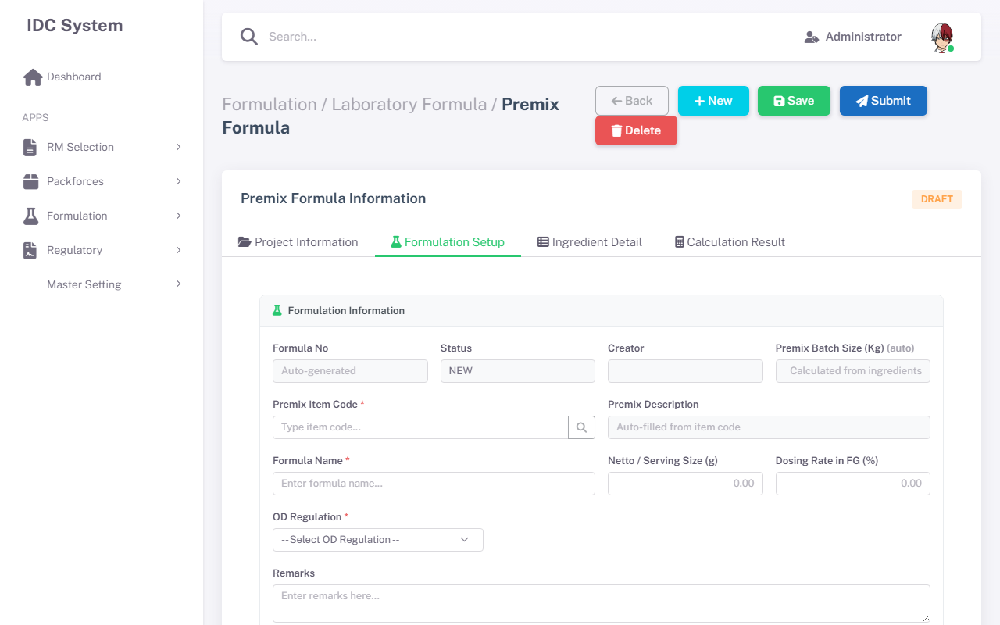 IDC System
Search...
Administrator
Dashboard
APPS
RM Selection
Packforces
Formulation
Regulatory
Master Setting
Formulation / Laboratory Formula / Premix
Formula
Back
New
Save
Submit
Delete
Premix Formula Information
DRAFT
Project Information
Formulation Setup
Ingredient Detail
Calculation Result
Formulation Information
Formula No
Status
Creator
Premix Batch Size (Kg) (auto)
Auto-generated
NEW
Calculated from ingredients
Premix Item Code *
Premix Description
Type item code...
Auto-filled from item code
Formula Name *
Netto / Serving Size (g)
Dosing Rate in FG (%)
Enter formula name...
0.00
0.00
OD Regulation *
-- Select OD Regulation --
Remarks
Enter remarks here...